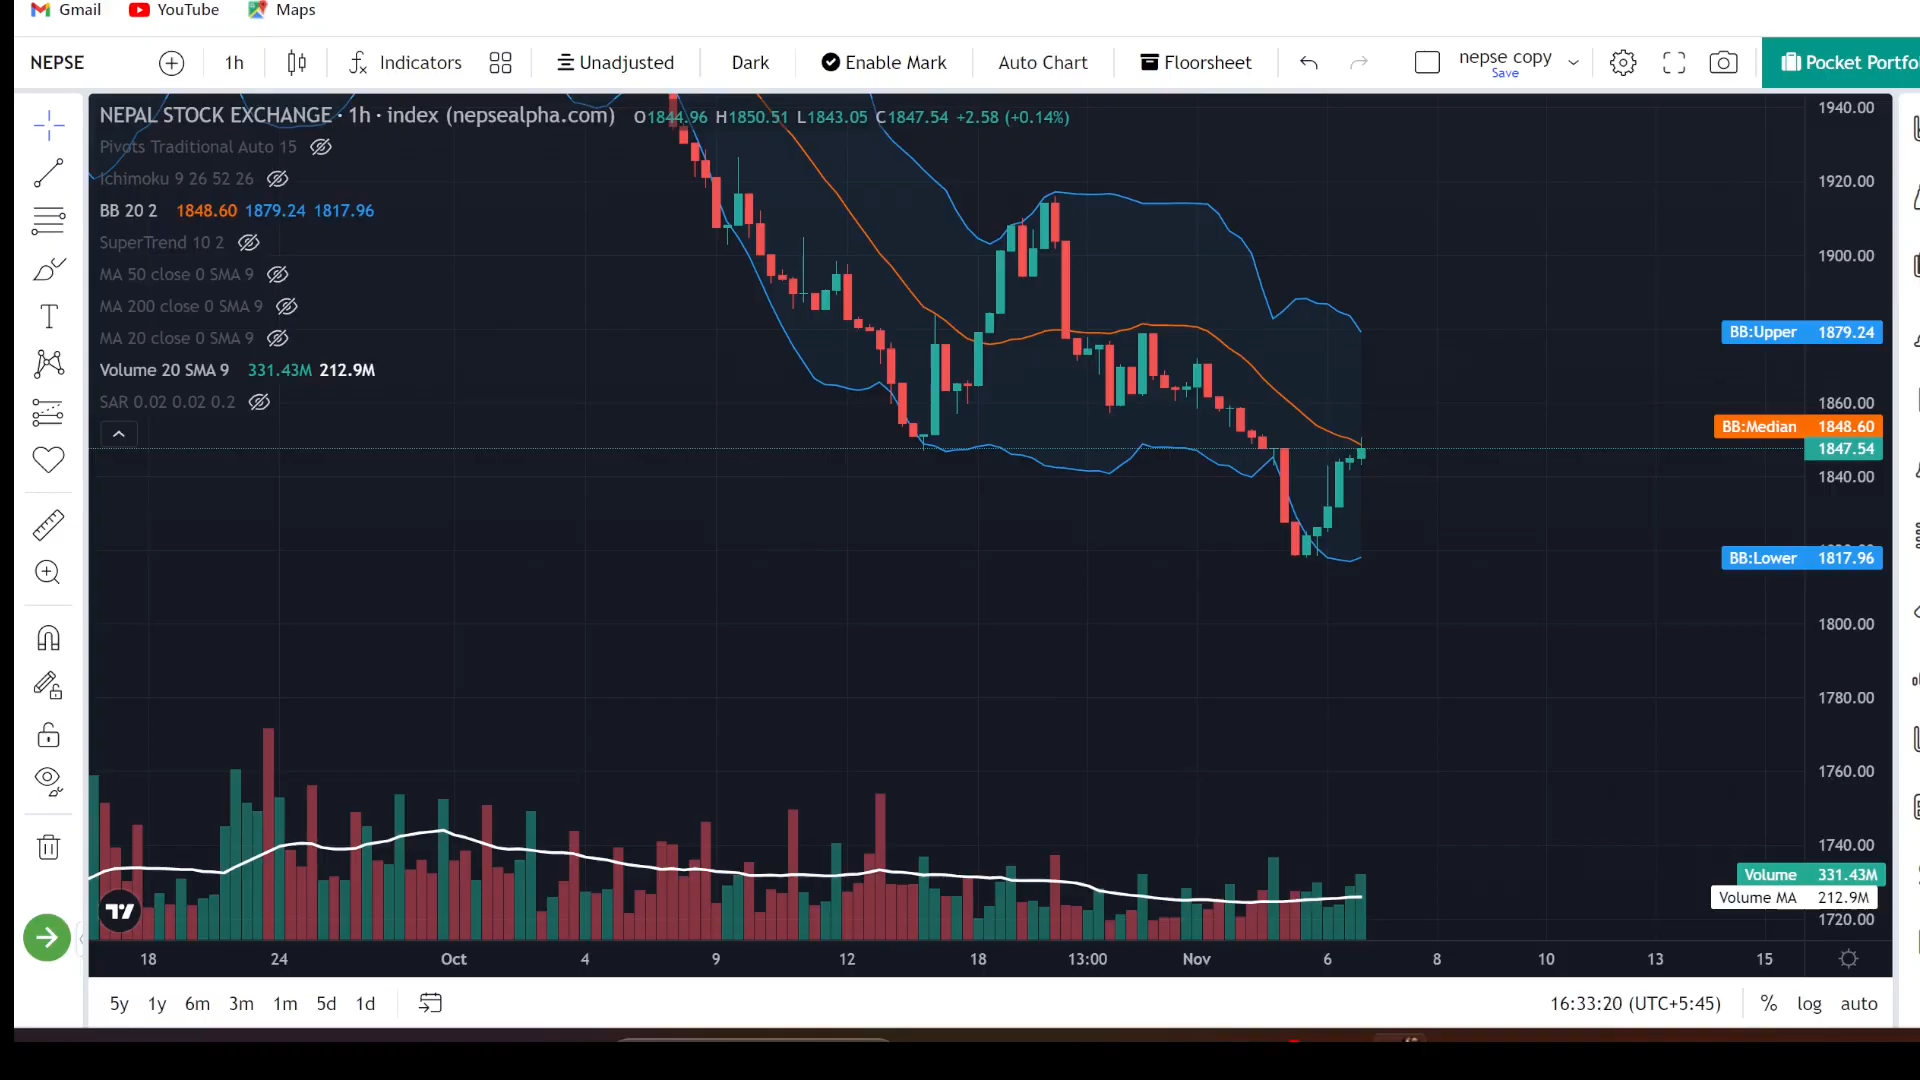 Gmail YouTube Maps
NEPSE 1h Indicators Unadjusted Dark Enable Mark Auto Chart Floorsheet nepse copy Save Pocket Portfo
NEPAL STOCK EXCHANGE · 1h · index (nepsealpha.com) O1844.96 H1850.51 L1843.05 C1847.54 +2.58 (+0.14%)
Pivots Traditional Auto 15
Ichimoku 9 26 52 26
BB 20 2 1848.60 1879.24 1817.96
SuperTrend 10 2
MA 50 close 0 SMA 9
MA 200 close 0 SMA 9
MA 20 close 0 SMA 9
Volume 20 SMA 9 331.43M 212.9M
SAR 0.02 0.02 0.2
1940.00
1920.00
1900.00
BB:Upper 1879.24
1860.00
BB:Median 1848.60
1847.54
1840.00
BB:Lower 1817.96
1800.00
1780.00
1760.00
1740.00
Volume 331.43M
Volume MA 212.9M
1720.00
18 24 Oct 4 9 12 18 13:00 Nov 6 8 10 13 15
5y 1y 6m 3m 1m 5d 1d 16:33:20 (UTC+5:45) % log auto